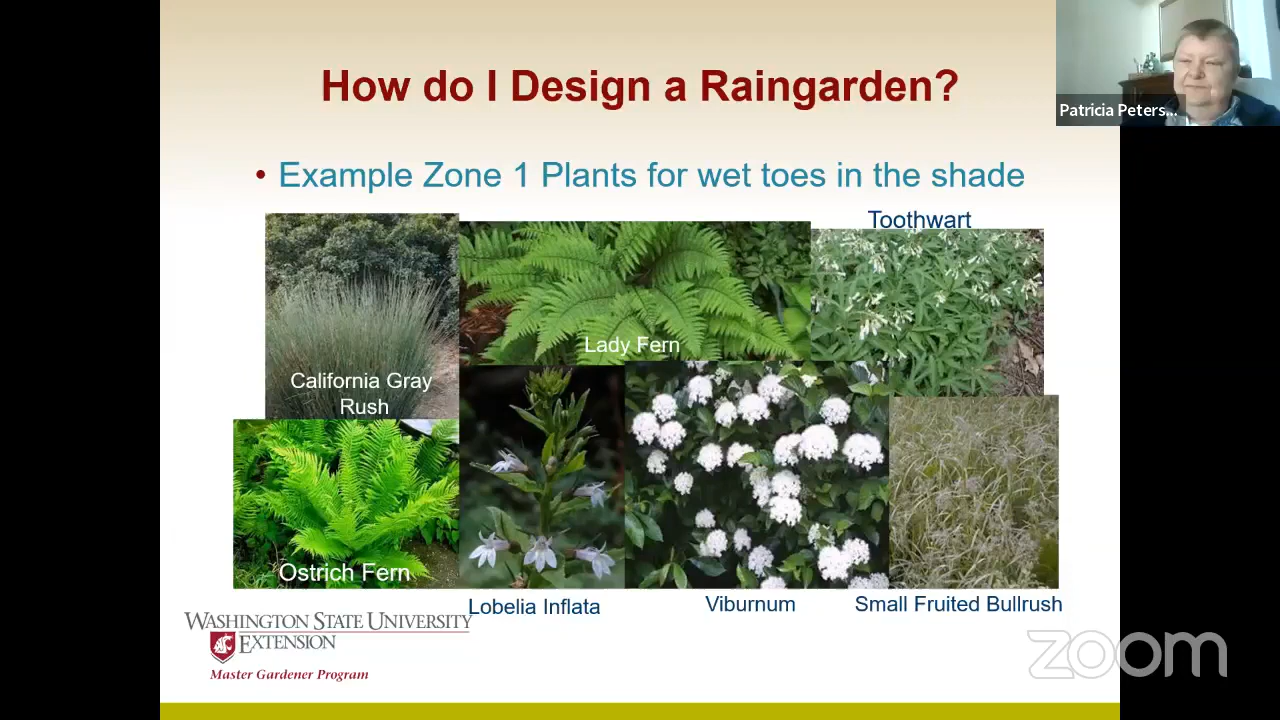 How do I Design a Raingarden?
Patricia Peters...
• Example Zone 1 Plants for wet toes in the shade
Toothwart
Lady Fern
California Gray
Rush
Ostrich Fern
Lobelia Inflata
Viburnum
Small Fruited Bullrush
WASHINGTON STATE UNIVERSITY
EXTENSION
Master Gardener Program
zoom